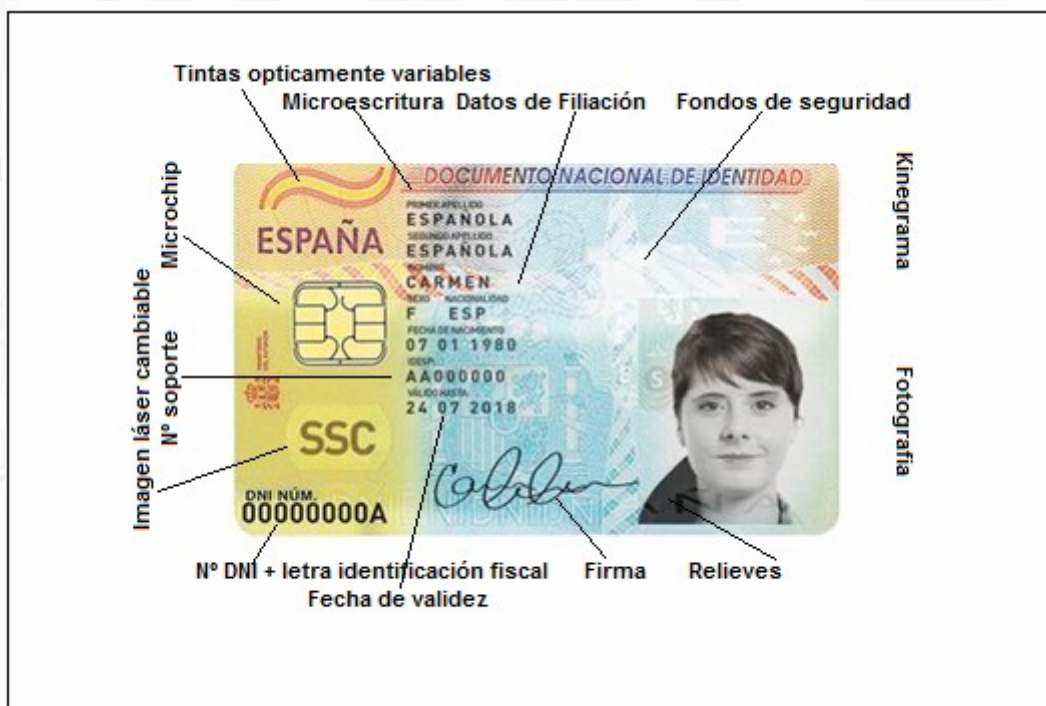 Tintas opticamente variables
Microescritura Datos de Filiación Fondos de seguridad
Microchip
Kinegrama
DOCUMENTO NACIONAL DE IDENTIDAD
PRIMER APELLIDO
ESPAÑOLA
SEGUNDO APELLIDO
ESPAÑOLA
ESPAÑA
NOMBRE
CARMEN
SEXO NACIONALIDAD
F ESP
FECHA DE NACIMIENTO
07 01 1980
IDESP
AA000000
VÁLIDO HASTA
24 07 2018
Imagen láser cambiable
Nº soporte
Fotografia
SSC
DNI NÚM.
00000000A
Nº DNI + letra identificación fiscal Firma Relieves
Fecha de validez